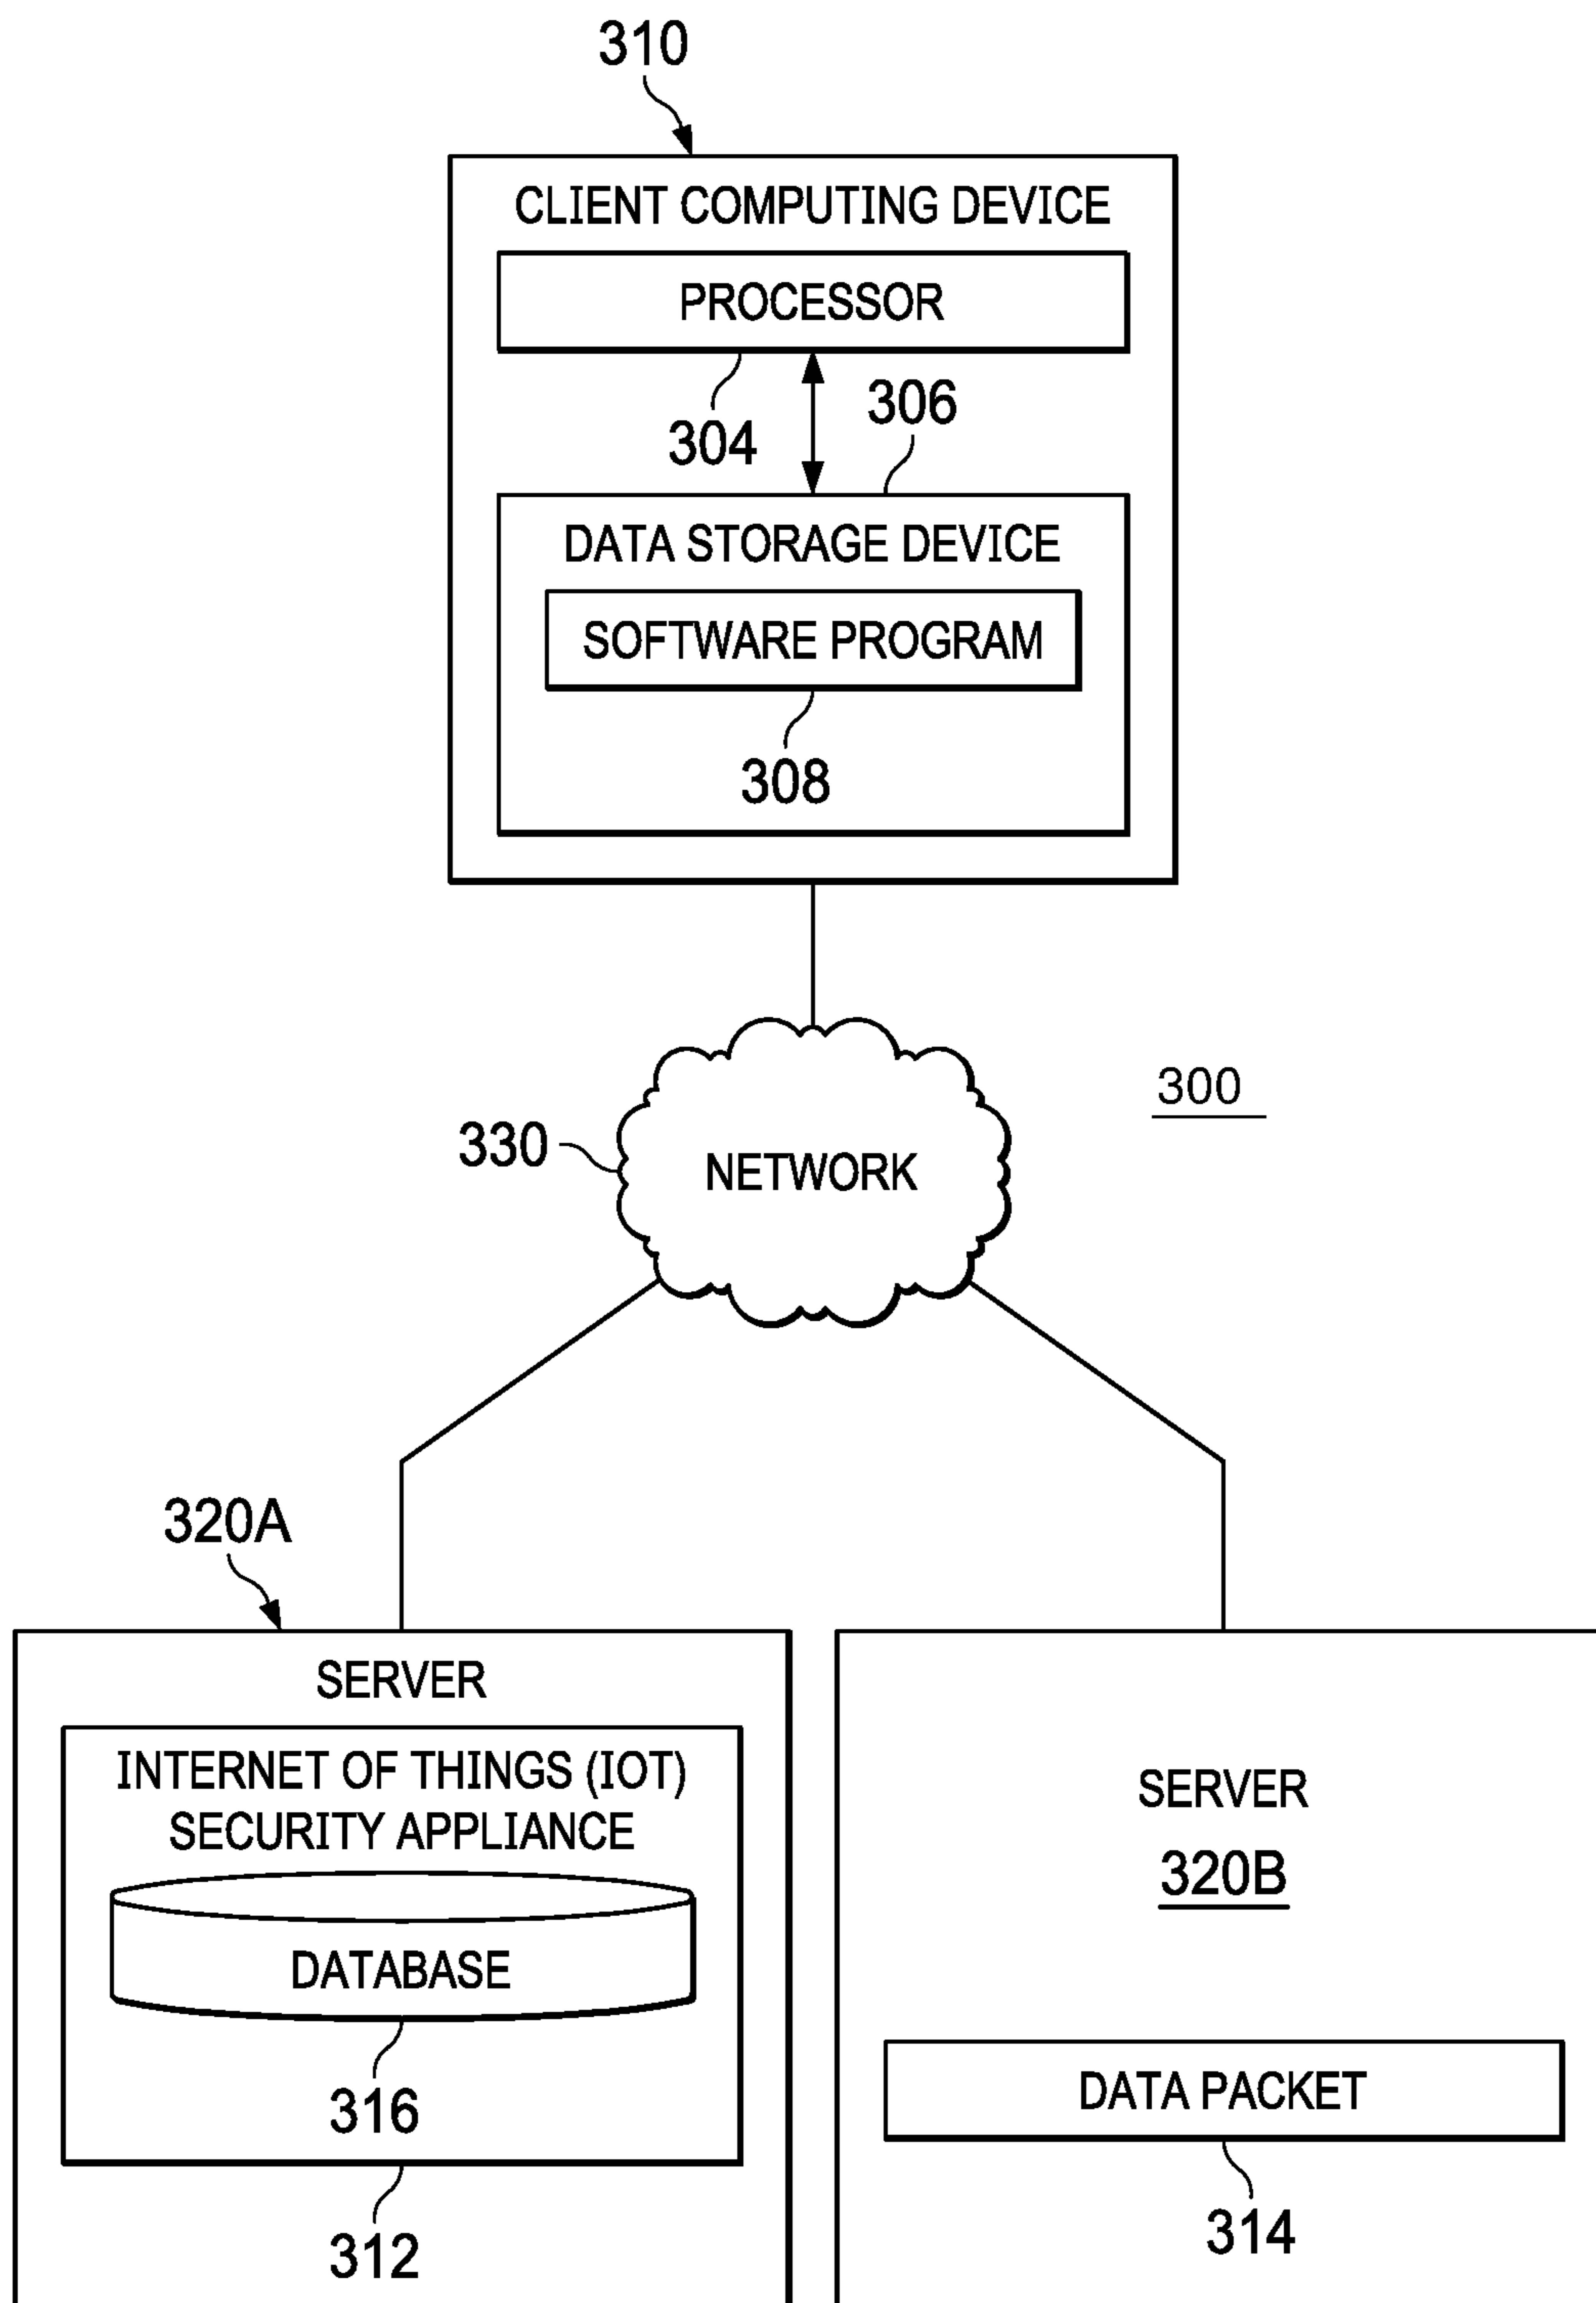 310
CLIENT COMPUTING DEVICE
PROCESSOR
304
306
DATA STORAGE DEVICE
SOFTWARE PROGRAM
308
300
330
NETWORK
320A
SERVER
INTERNET OF THINGS (IOT)
SECURITY APPLIANCE
DATABASE
316
312
SERVER
320B
DATA PACKET
314